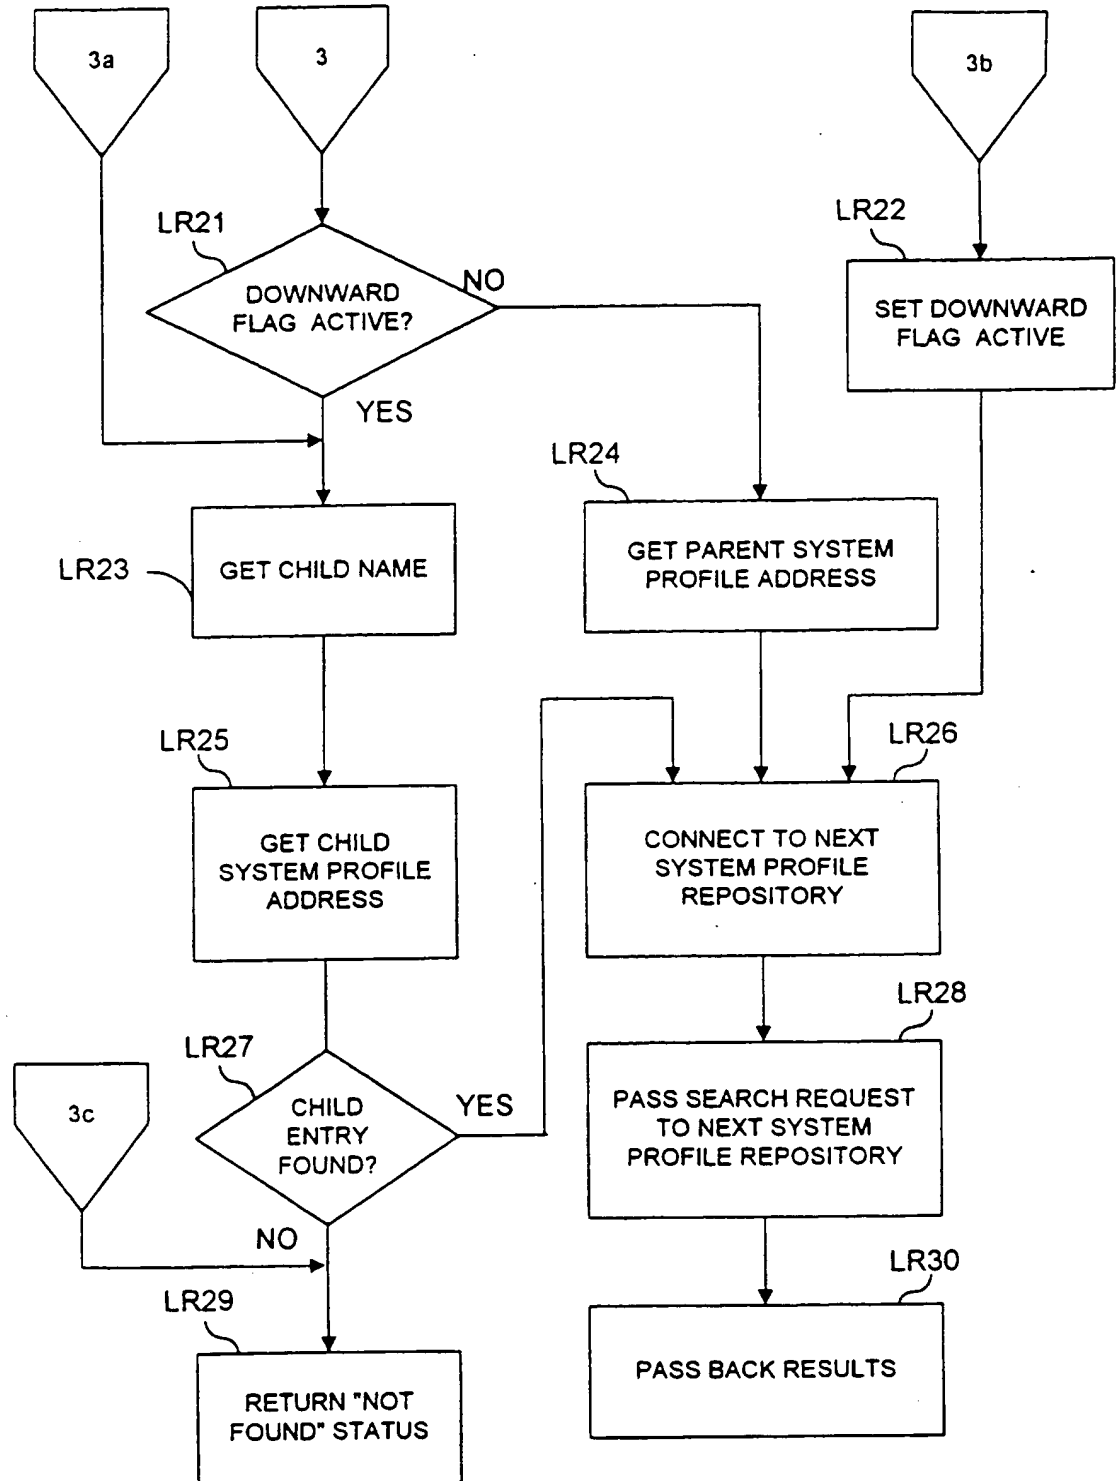 3a
3
3b
LR21
DOWNWARD
FLAG ACTIVE?
NO
YES
LR22
SET DOWNWARD
FLAG ACTIVE
LR23
GET CHILD NAME
LR24
GET PARENT SYSTEM
PROFILE ADDRESS
LR25
GET CHILD
SYSTEM PROFILE
ADDRESS
LR26
CONNECT TO NEXT
SYSTEM PROFILE
REPOSITORY
LR27
CHILD
ENTRY
FOUND?
YES
NO
3c
LR28
PASS SEARCH REQUEST
TO NEXT SYSTEM
PROFILE REPOSITORY
LR29
RETURN "NOT
FOUND" STATUS
LR30
PASS BACK RESULTS